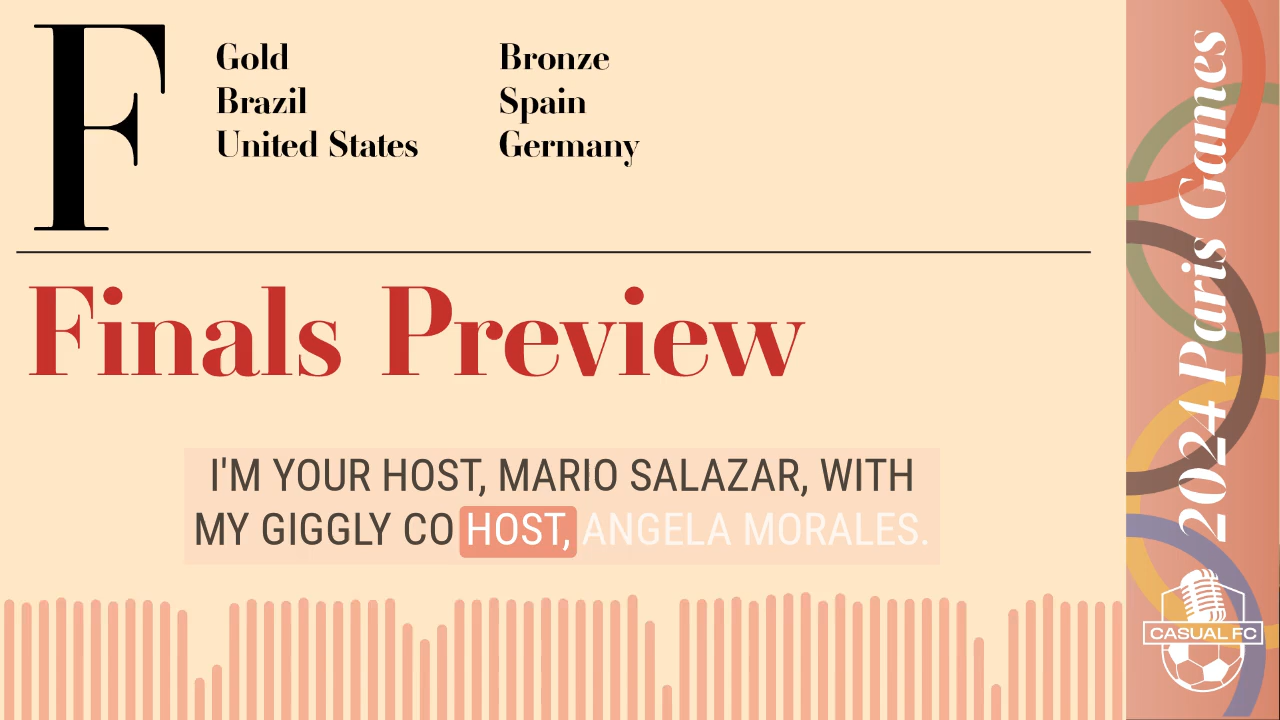 F
Gold
Brazil
United States
Bronze
Spain
Germany
Finals Preview
I'M YOUR HOST, MARIO SALAZAR, WITH
MY GIGGLY CO HOST, ANGELA MORALES.
2024 Paris Games
CASUAL FC